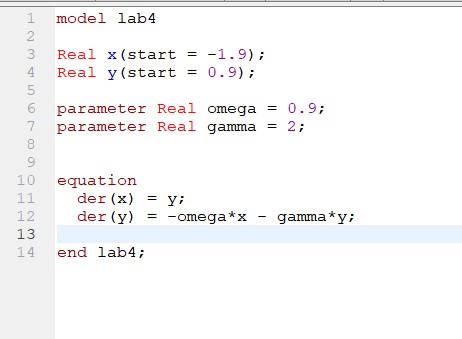 1 model lab4
2
3 Real x(start = -1.9);
4 Real y(start = 0.9);
5
6 parameter Real omega = 0.9;
7 parameter Real gamma = 2;
8
9
10 equation
11   der(x) = y;
12   der(y) = -omega*x - gamma*y;
13
14 end lab4;